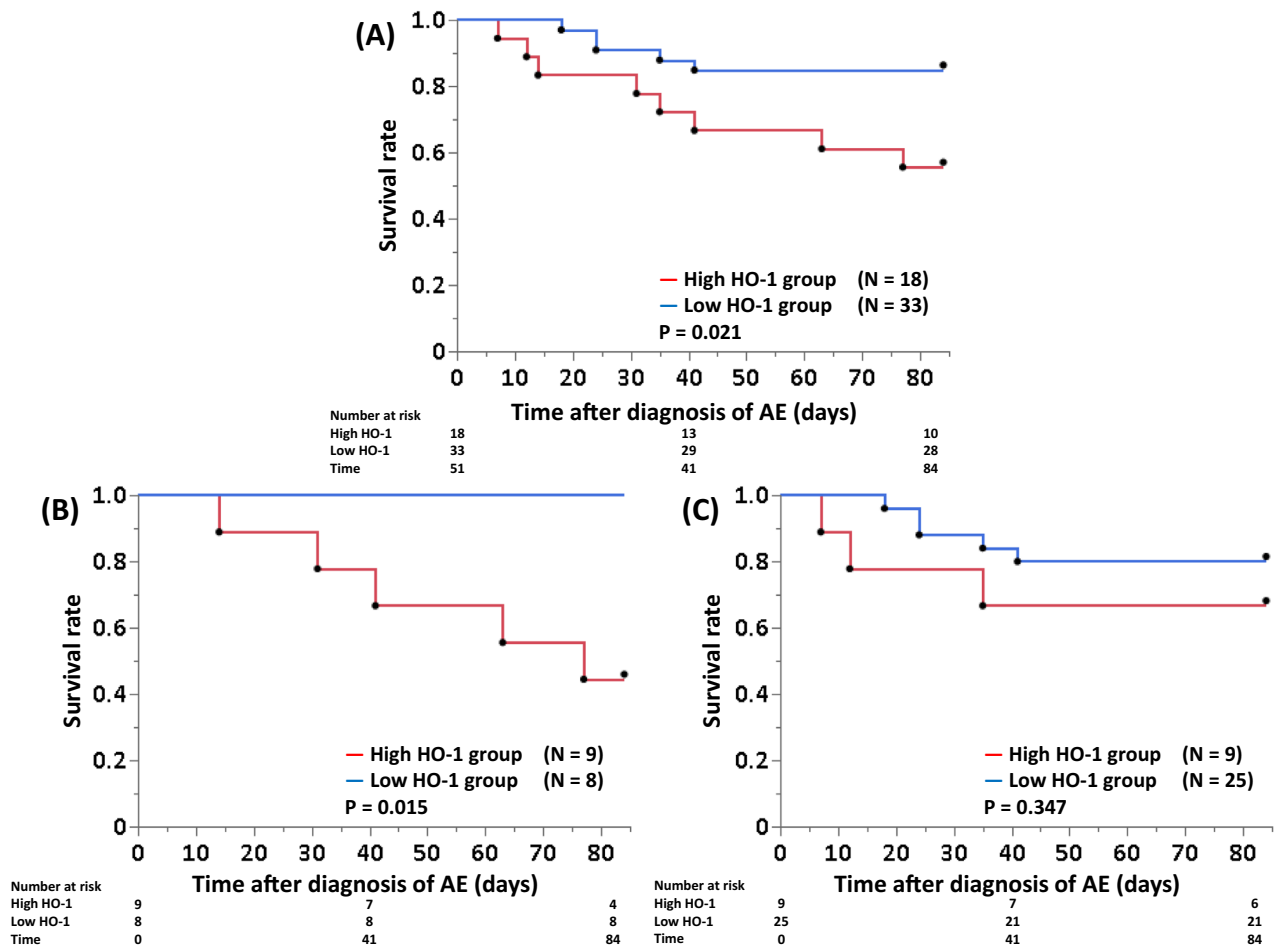 (A)
1.0
0.8
0.6
0.4
0.2
0
Survival rate
High HO-1 group (N = 18)
Low HO-1 group (N = 33)
P = 0.021
0 10 20 30 40 50 60 70 80
Time after diagnosis of AE (days)
Number at risk
High HO-1 18 13 10
Low HO-1 33 29 28
Time 51 41 84
(B)
1.0
0.8
0.6
0.4
0.2
0
Survival rate
High HO-1 group (N = 9)
Low HO-1 group (N = 8)
P = 0.015
0 10 20 30 40 50 60 70 80
Time after diagnosis of AE (days)
Number at risk
High HO-1 9 7 4
Low HO-1 8 8 8
Time 0 41 84
(C)
1.0
0.8
0.6
0.4
0.2
0
Survival rate
High HO-1 group (N = 9)
Low HO-1 group (N = 25)
P = 0.347
0 10 20 30 40 50 60 70 80
Time after diagnosis of AE (days)
Number at risk
High HO-1 9 7 6
Low HO-1 25 21 21
Time 0 41 84